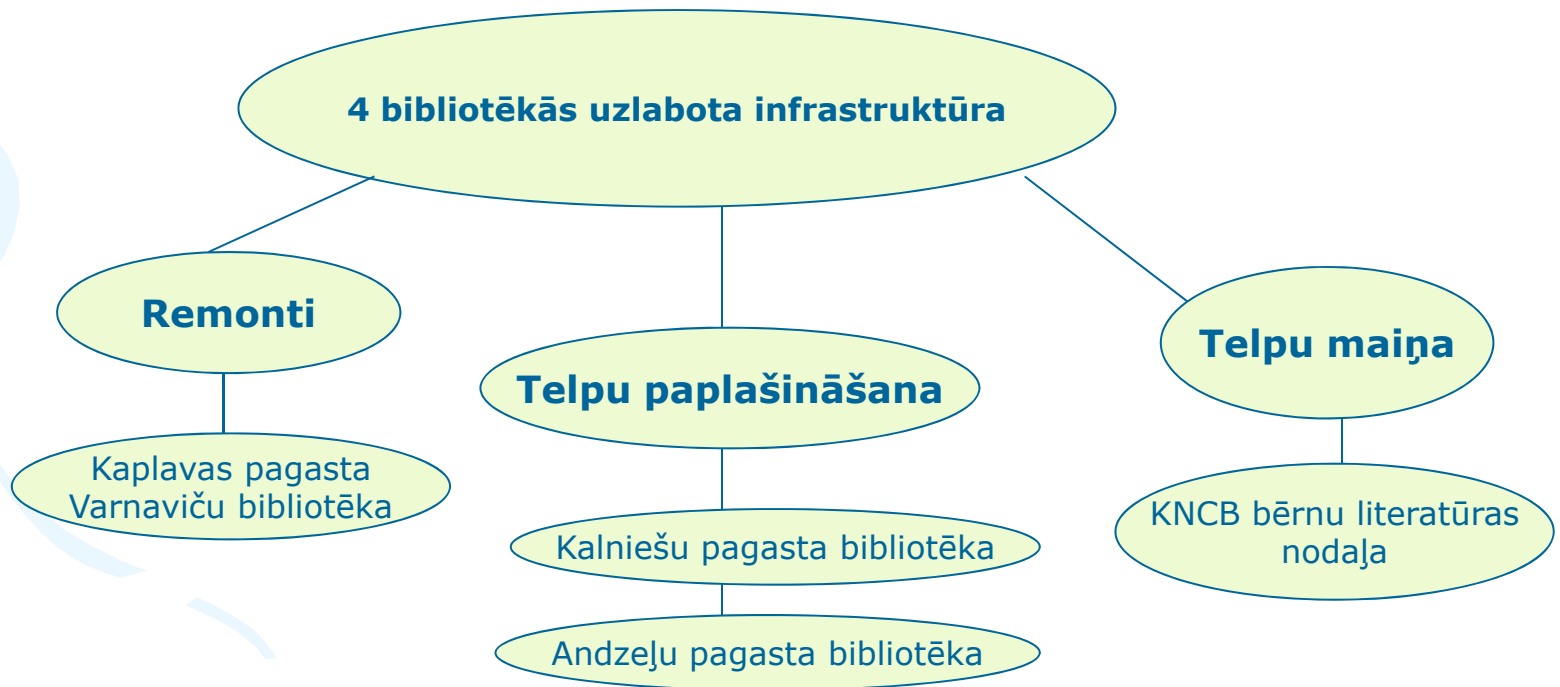 4 bibliotēkās uzlabota infrastruktūra
Remonti
Telpu paplašināšana
Telpu maiņa
Kaplavas pagasta
Varnaviču bibliotēka
Kalniešu pagasta bibliotēka
Andzeļu pagasta bibliotēka
KNCB bērnu literatūras
nodaļa